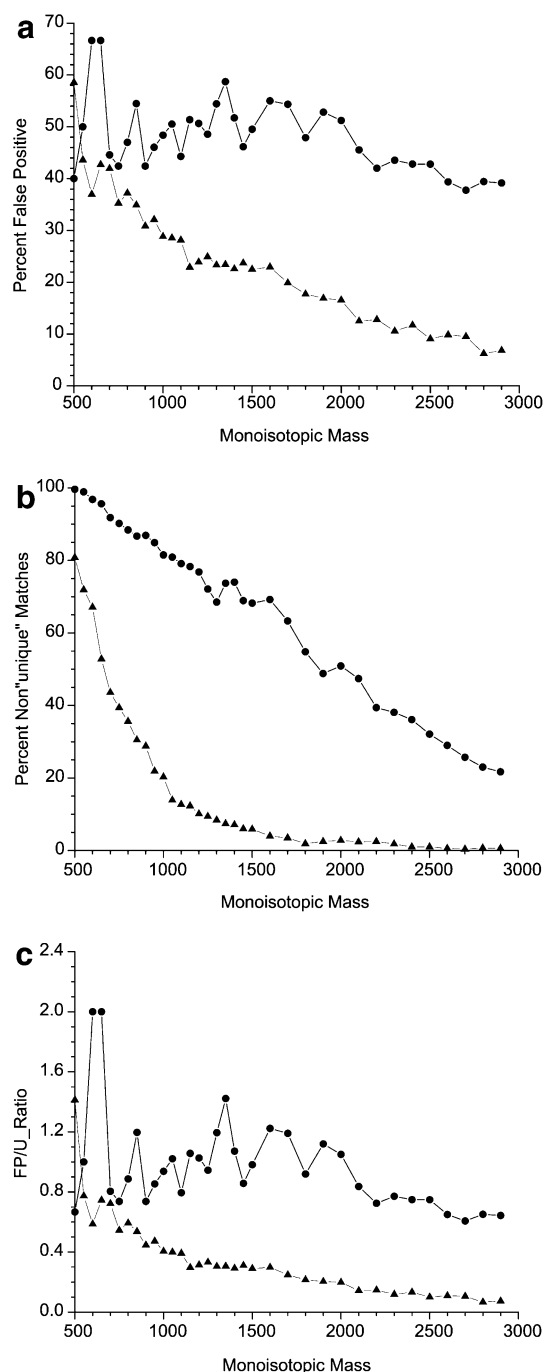 a
70
60
50
40
30
20
10
0
Percent False Positive
500 1000 1500 2000 2500 3000
Monoisotopic Mass
b
100
80
60
40
20
0
Percent Non"unique" Matches
500 1000 1500 2000 2500 3000
Monoisotopic Mass
c
2.4
2.0
1.6
1.2
0.8
0.4
0.0
FP/U_Ratio
500 1000 1500 2000 2500 3000
Monoisotopic Mass